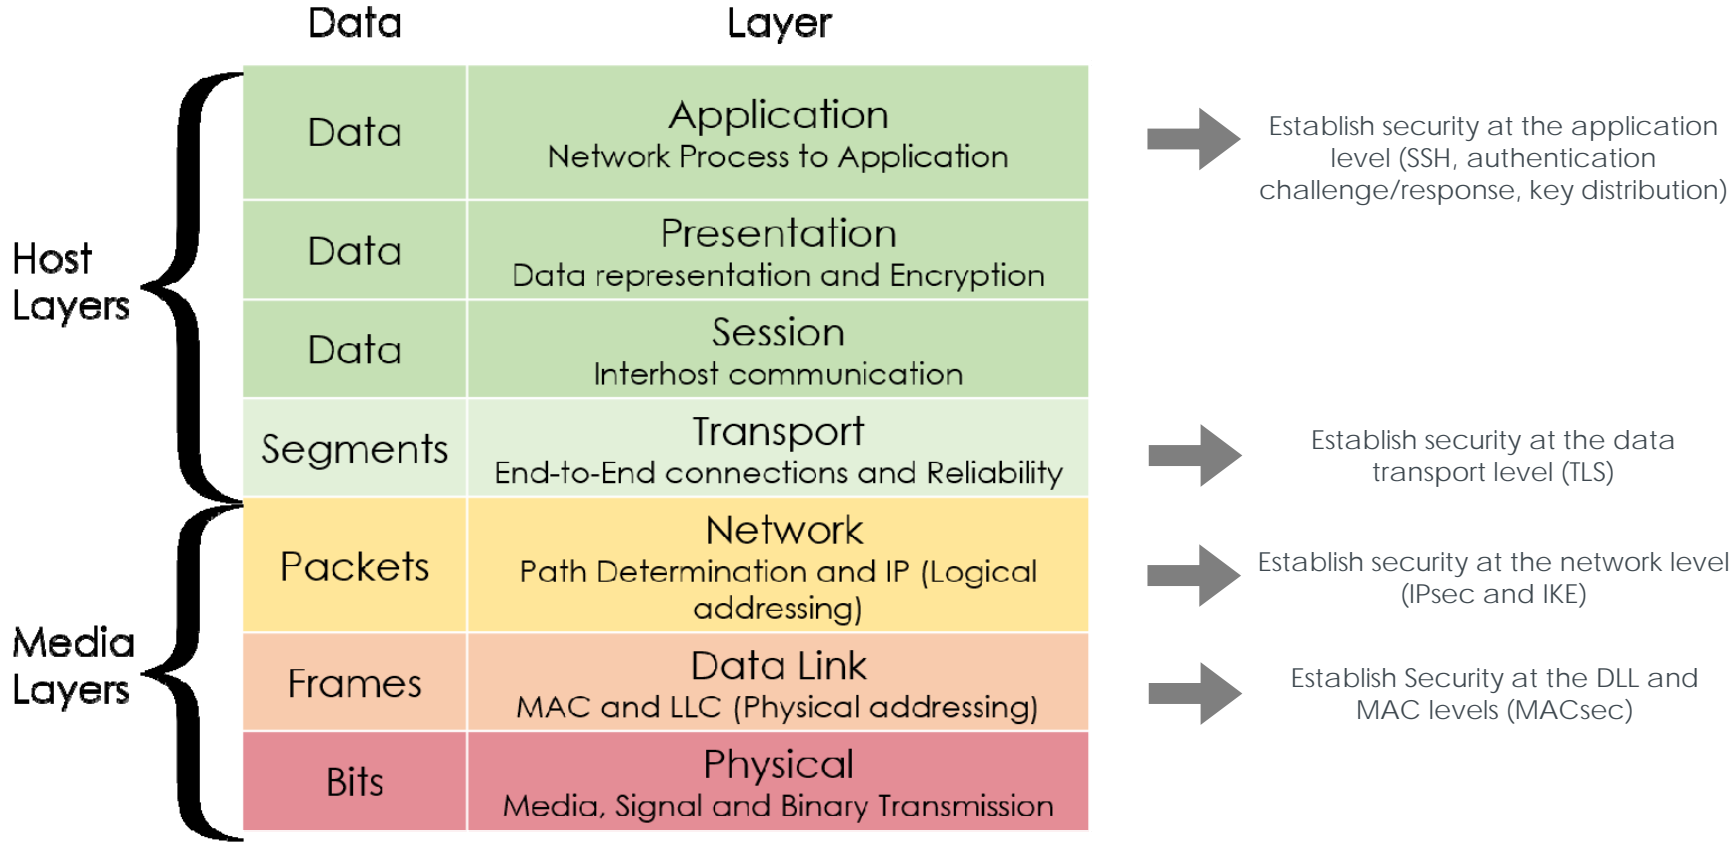 Data
Layer
Host
Layers
Data
Application
Network Process to Application
Establish security at the application
level (SSH, authentication
challenge/response, key distribution)
Data
Presentation
Data representation and Encryption
Data
Session
Interhost communication
Segments
Transport
End-to-End connections and Reliability
Establish security at the data
transport level (TLS)
Media
Layers
Packets
Network
Path Determination and IP (Logical
addressing)
Establish security at the network level
(IPsec and IKE)
Frames
Data Link
MAC and LLC (Physical addressing)
Establish Security at the DLL and
MAC levels (MACsec)
Bits
Physical
Media, Signal and Binary Transmission